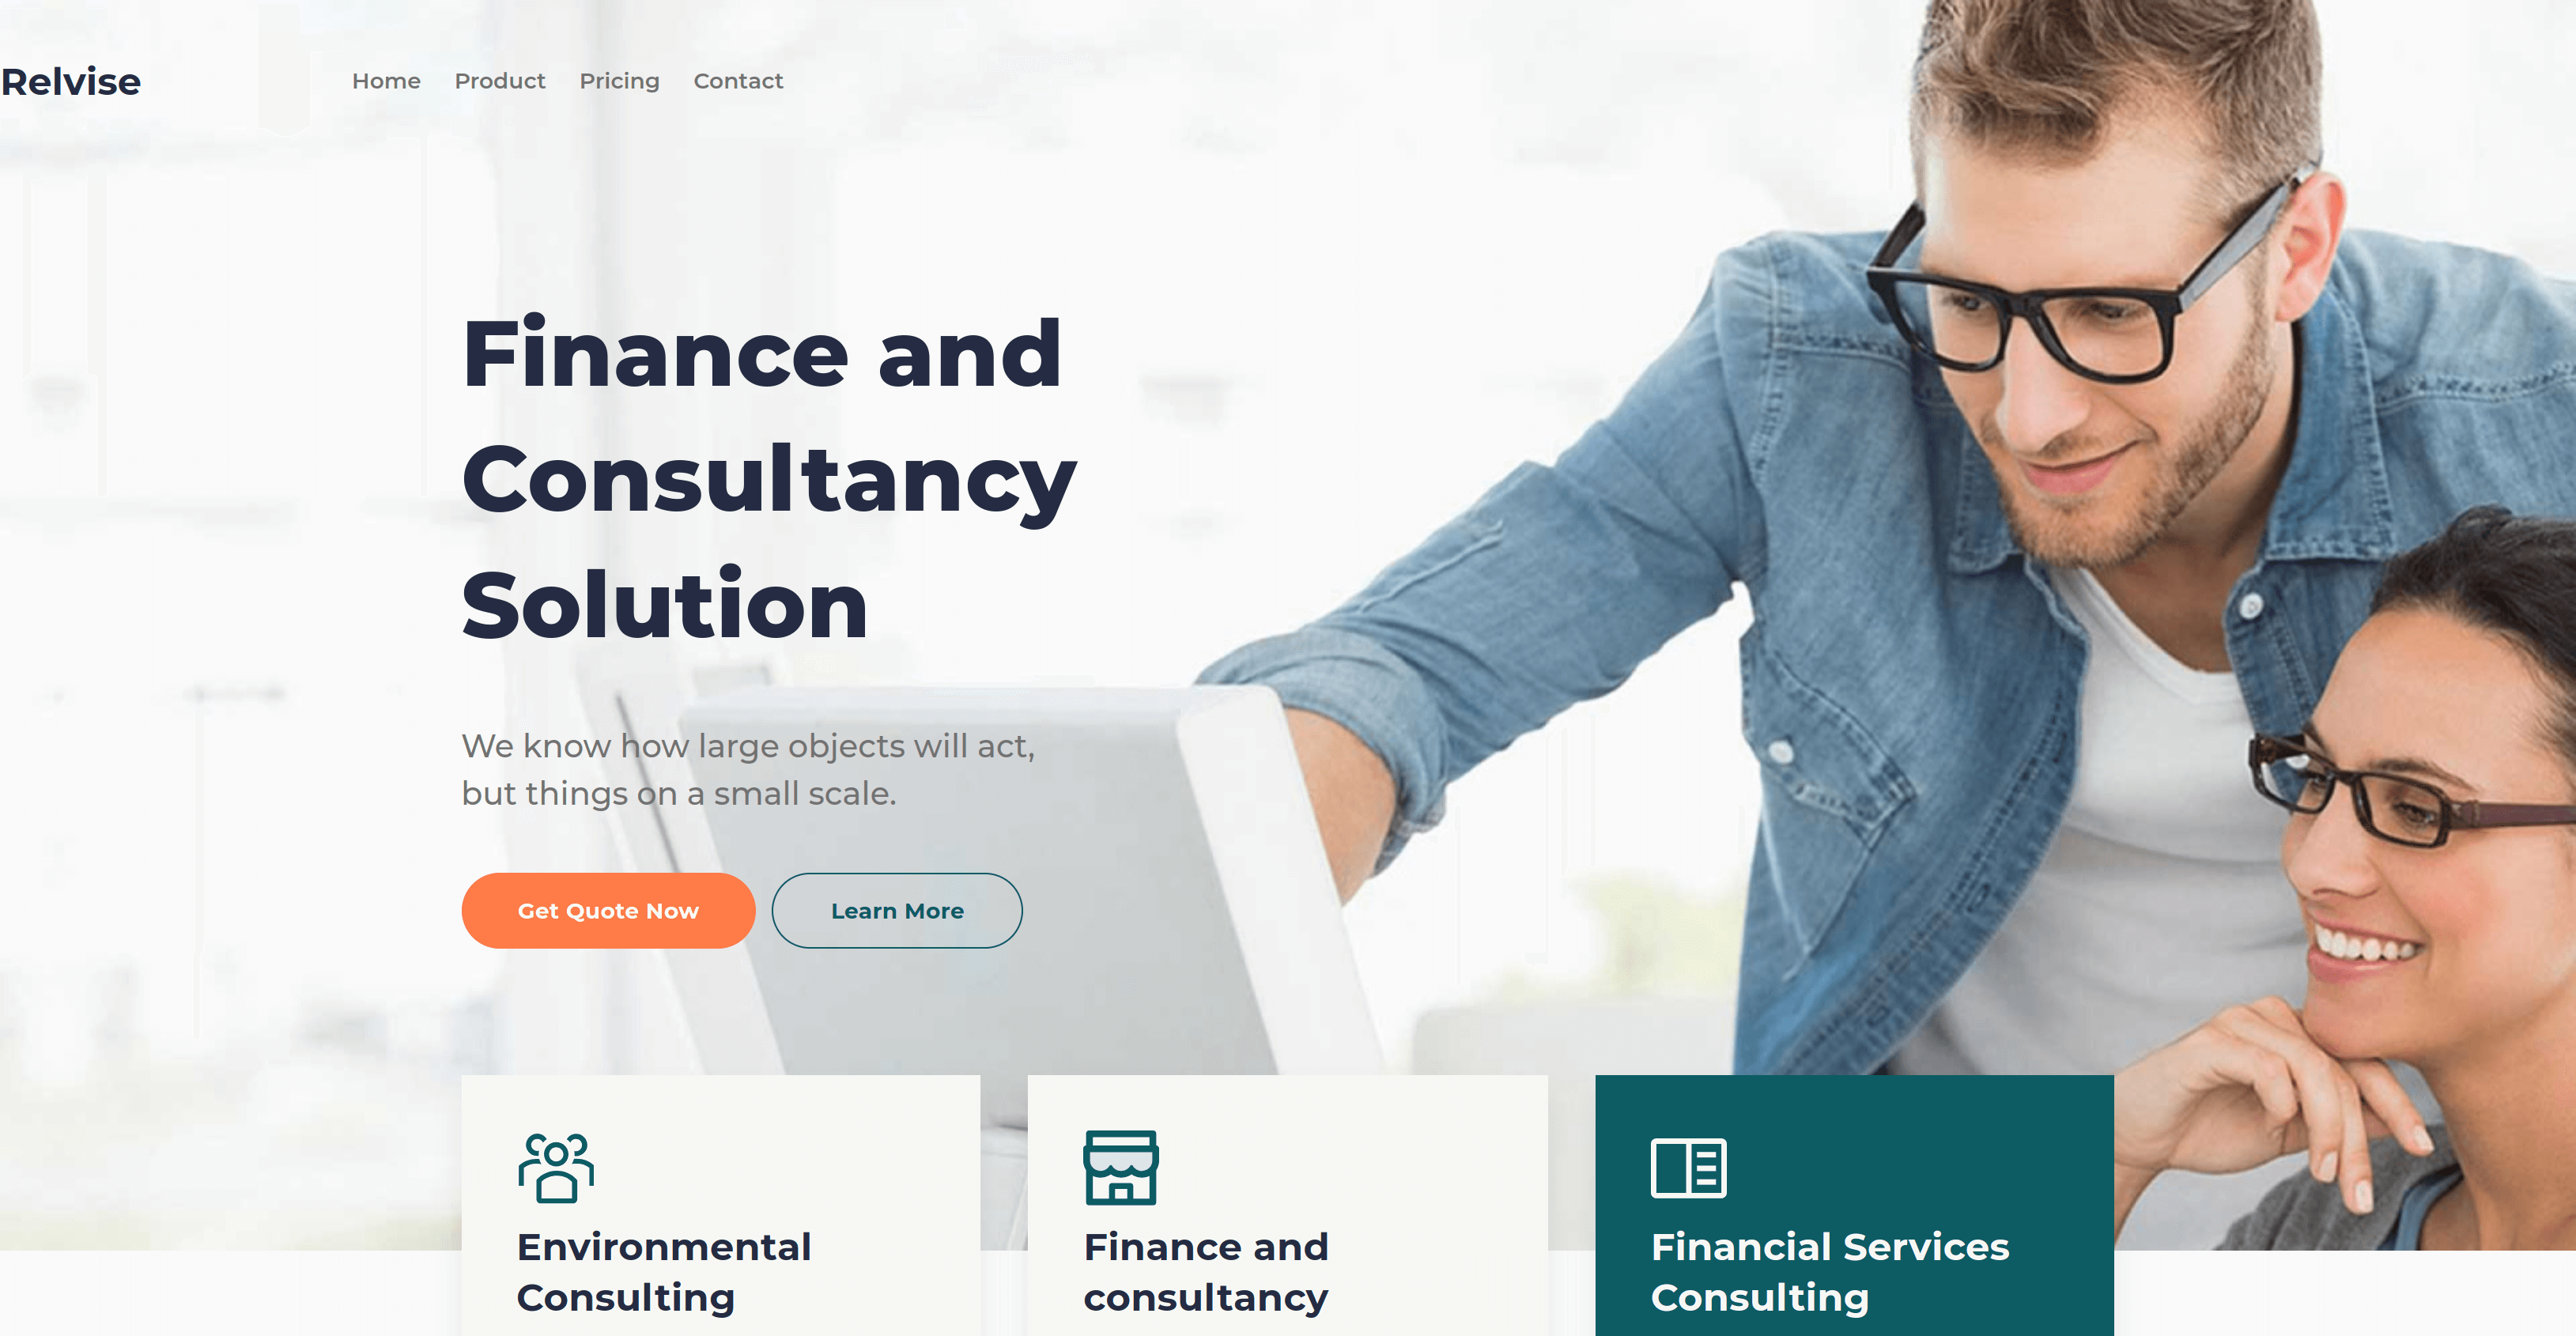 Relvise
Home Product Pricing Contact
Finance and
Consultancy
Solution
We know how large objects will act,
but things on a small scale.
Get Quote Now Learn More
Environmental
Consulting
Finance and
consultancy
Financial Services
Consulting